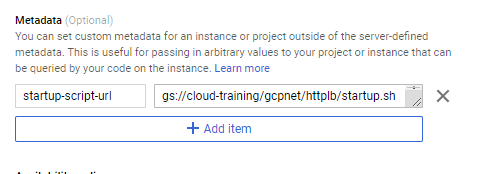 Metadata (Optional)
You can set custom metadata for an instance or project outside of the server-defined
metadata. This is useful for passing in arbitrary values to your project or instance that can
be queried by your code on the instance. Learn more
startup-script-url gs://cloud-training/gcpnet/httplb/startup.sh
+ Add item